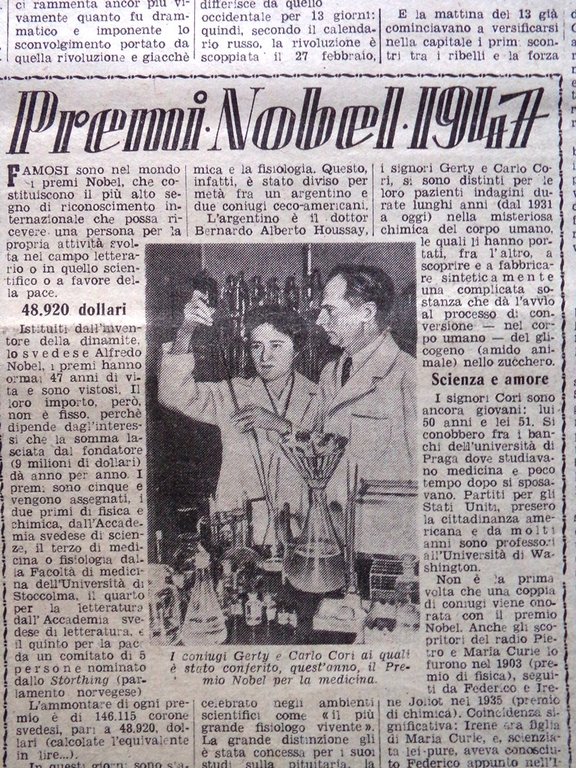 ci rammenta ancor più vi-
vamente quanto fu dram-
matico e imponente lo
sconvolgimento portato da
quella rivoluzione e giacchè
differisce da quello
occidentale per 13 giorni:
quindi, secondo il calenda-
rio russo, la rivoluzione è
scoppiata il 27 febbraio,
E la mattina del 13 già
cominciavano a versificarsi
nella capitale i primi scon-
tri tra i ribelli e la forza
Premi·Nobel·1947
FAMOSI sono nel mondo
i premi Nobel, che co-
stituiscono il più alto se-
gno di riconoscimento in-
ternazionale che possa ri-
cevere una persona per la
propria attività svol-
ta nel campo lettera-
rio o in quello scien-
tifico o a favore del-
la pace.
48.920 dollari
Istituiti dall'inven-
tore della dinamite,
lo svedese Alfredo
Nobel, i premi hanno
ormai 47 anni di vi-
ta e sono vistosi. Il
loro importo, però,
non è fisso, perchè
dipende dagl'interes-
si che la somma la-
sciata dal fondatore
(9 milioni di dollari)
dà anno per anno. I
premi sono cinque e
vengono assegnati, i
due primi di fisica e
chimica, dall'Accade-
mia svedese di scien-
ze, il terzo di medi-
cina o fisiologia dal-
la Facoltà di medic-
na dell'Università di
Stoccolma, il quarto
per la letteratura
dall'Accademia sve-
dese di letteratura, e
il quinto per la pace
da un comitato di 5
persone nominato
dallo Storthing (par-
lamento norvegese)
L'ammontare di ogni pre-
mio è di 146.115 corone
svedesi, pari a 48.920, dol-
lari (calcolate l'equivalente
in lire...).
In questi giorni sono s'a-
mica e la fisiologia. Questo,
infatti, è stato diviso per
metà fra un argentino e
due coniugi ceco-americani.
L'argentino è il dottor
Bernardo Alberto Houssay,
I coniugi Gerty e Carlo Cori ai quali
è stato conferito, quest'anno, il Pre-
mio Nobel per la medicina.
celebrato negli ambienti
scientifici come «il più
grande fisiologo vivente».
La grande distinzione gli
è stata concessa per i suoi
studi sulla pituitaria, la
i signori Gerty e Carlo Co-
ri, si sono distinti per le
loro pazienti indagini du-
rate lunghi anni (dal 1931
a oggi) nella misteriosa
chimica del corpo umano,
le quali li hanno por-
tati, fra l'altro, a
scoprire e a fabbrica-
re sinteticamente
una complicata so-
stanza che dà l'avvio
al processo di con-
versione — nel cor-
po umano — del gli-
cogeno (amido ani-
male) nello zucchero.
Scienza e amore
I signori Cori sono
ancora giovani: lui
50 anni e lei 51. Si
conobbero fra i ban-
chi dell'università di
Praga dove studiava-
no medicina e poco
tempo dopo si sposa-
vano. Partiti per gli
Stati Uniti, presero
la cittadinanza ame-
ricana e da molti
anni sono professori
all'Università di Wa-
shington.
Non è la prima
volta che una coppia
di coniugi viene ono-
rata con il premio
Nobel. Anche gli sco-
pritori del radio Pie-
tro e Maria Curie lo
furono nel 1903 (pre-
mio di fisica), segui-
ti da Federico e Ire-
ne Joliot nel 1935 (premio
di chimica). Coincidenza si-
gnificativa: Irene era figlia
di Maria Curie, e, scienzia-
ta lei-pure, aveva conosciu-
to Federico appunto nell'I-